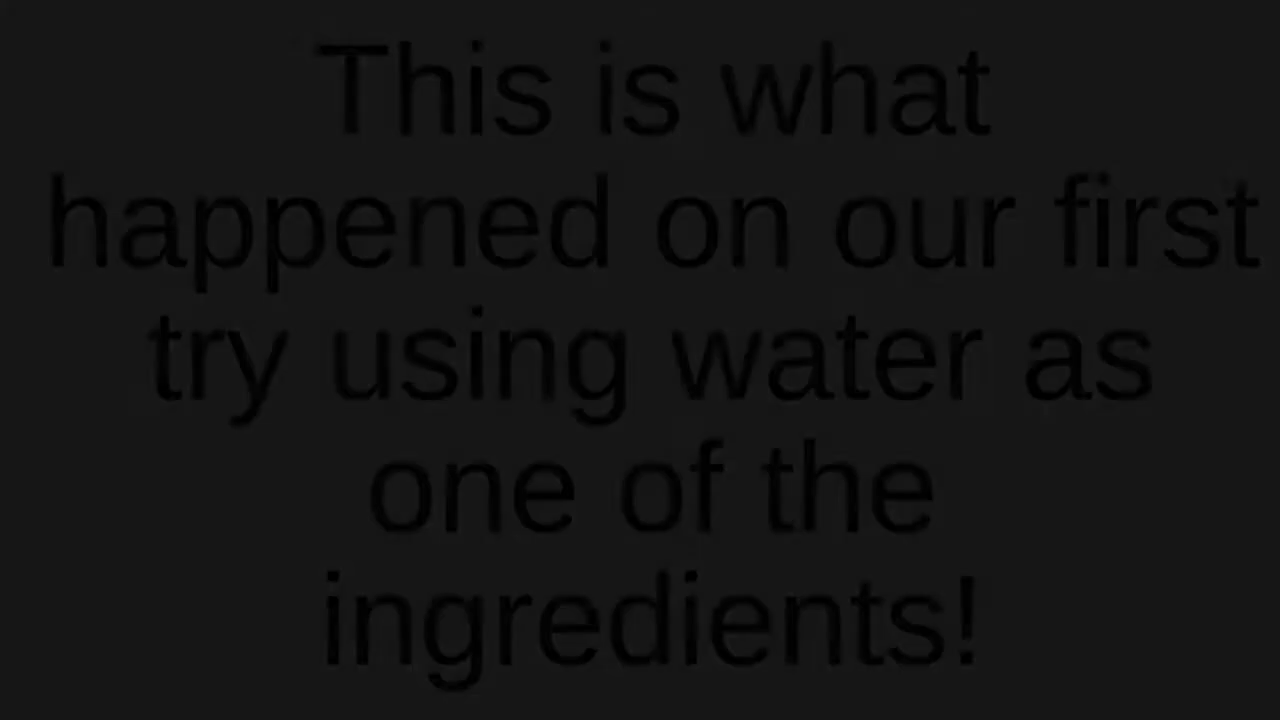 This is what
happened on our first
try using water as
one of the
ingredients!